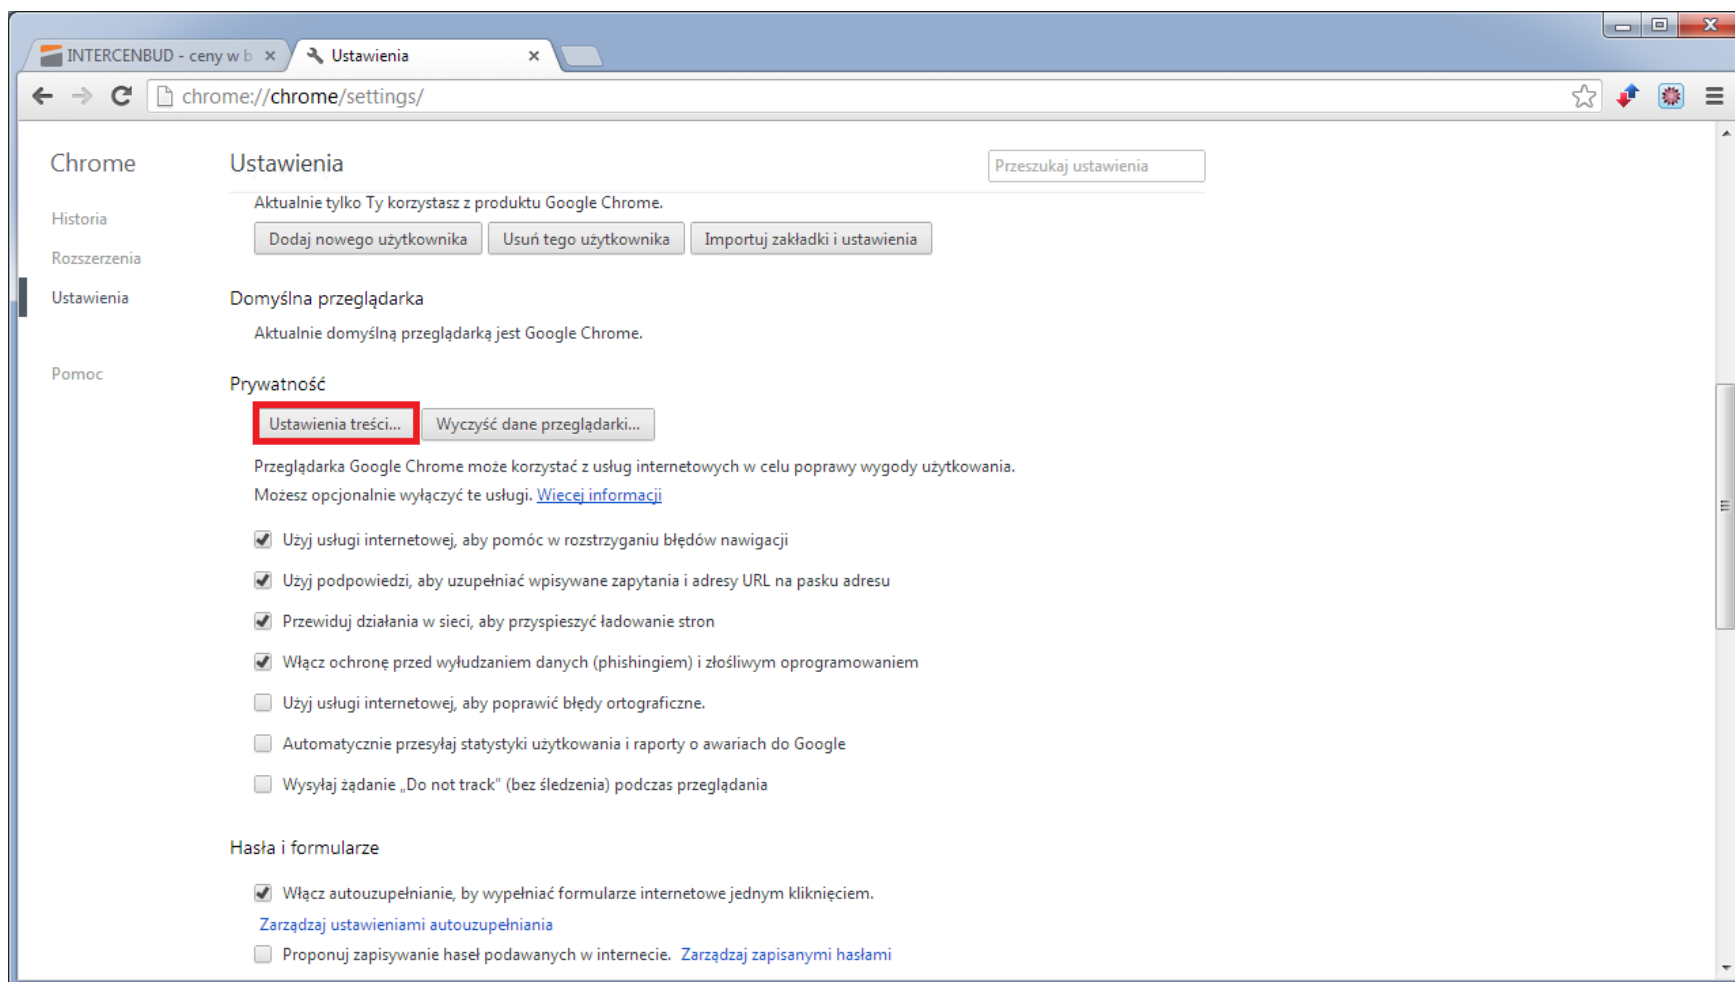 INTERCENBUD - ceny w b
Ustawienia
chrome://chrome/settings/
Chrome
Ustawienia
Przeszukaj ustawienia
Historia
Rozszerzenia
Ustawienia
Pomoc
Aktualnie tylko Ty korzystasz z produktu Google Chrome.
Dodaj nowego użytkownika
Usuń tego użytkownika
Importuj zakładki i ustawienia
Domyślna przeglądarka
Aktualnie domyślną przeglądarką jest Google Chrome.
Prywatność
Ustawienia treści...
Wyczyść dane przeglądarki...
Przeglądarka Google Chrome może korzystać z usług internetowych w celu poprawy wygody użytkowania.
Możesz opcjonalnie wyłączyć te usługi. Więcej informacji
Użyj usługi internetowej, aby pomóc w rozstrzyganiu błędów nawigacji
Użyj podpowiedzi, aby uzupełniać wpisywane zapytania i adresy URL na pasku adresu
Przewiduj działania w sieci, aby przyspieszyć ładowanie stron
Włącz ochronę przed wyłudzaniem danych (phishingiem) i złośliwym oprogramowaniem
Użyj usługi internetowej, aby poprawić błędy ortograficzne.
Automatycznie przesyłaj statystyki użytkowania i raporty o awariach do Google
Wysyłaj żądanie „Do not track” (bez śledzenia) podczas przeglądania
Hasła i formularze
Włącz autouzupełnianie, by wypełniać formularze internetowe jednym kliknięciem.
Zarządzaj ustawieniami autouzupełniania
Proponuj zapisywanie haseł podawanych w internecie. Zarządzaj zapisanymi hasłami